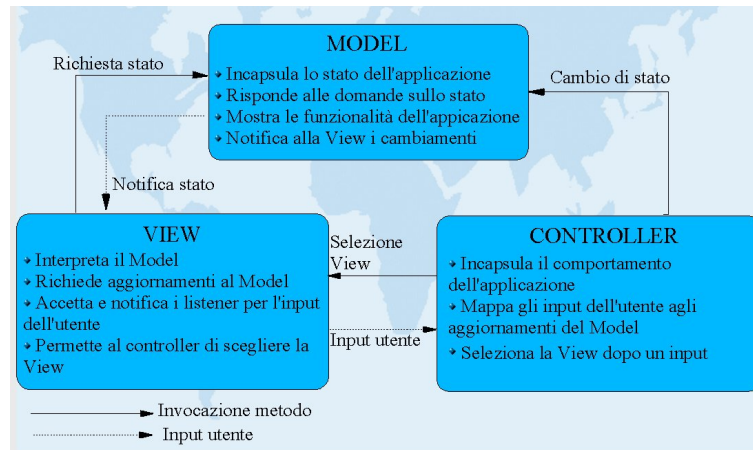 MODEL
Incapsula lo stato dell'applicazione
Risponde alle domande sullo stato
Mostra le funzionalità dell'appicazione
Notifica alla View i cambiamenti
Richiesta stato
Cambio di stato
Notifica stato
VIEW
Interpreta il Model
Richiede aggiornamenti al Model
Accetta e notifica i listener per l'input
dell'utente
Permette al controller di scegliere la
View
Selezione
View
Input utente
CONTROLLER
Incapsula il comportamento
dell'applicazione
Mappa gli input dell'utente agli
aggiornamenti del Model
Seleziona la View dopo un input
Invocazione metodo
Input utente